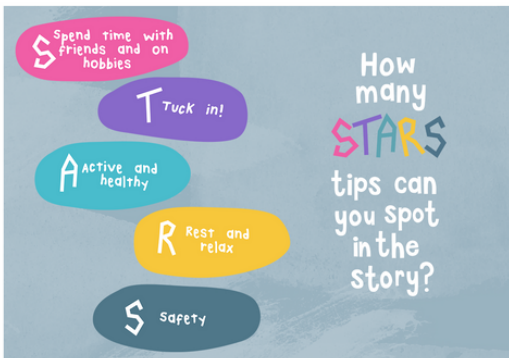 S Spend time with
friends and on
hobbies
T Tuck in!
A Active and
healthy
R Rest and
relax
S Safety
How
many
STARS
tips can
you spot
in the
story?